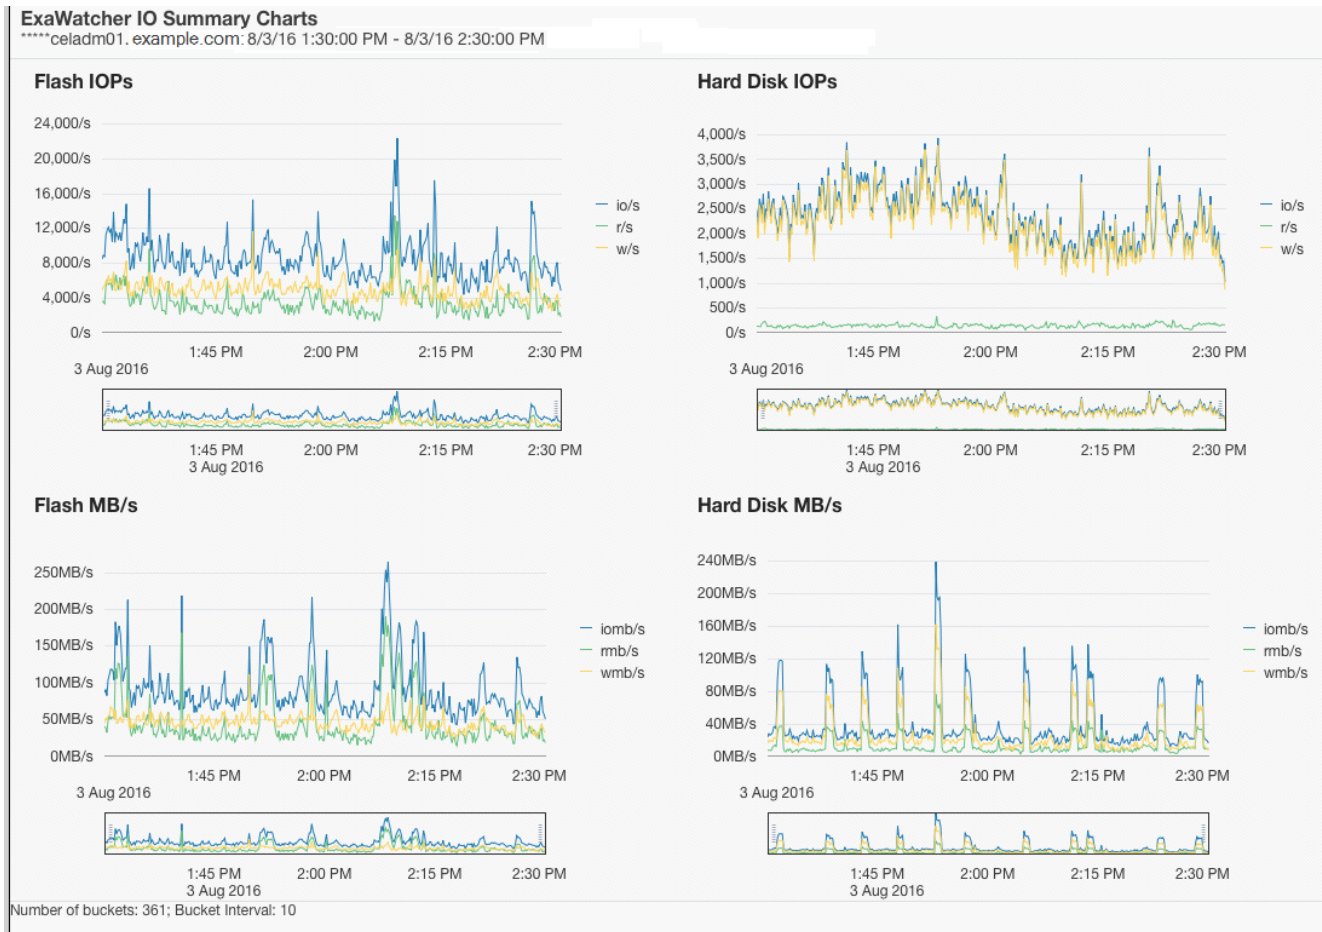 ExaWatcher IO Summary Charts
*****celadm01. example.com: 8/3/16 1:30:00 PM - 8/3/16 2:30:00 PM
Flash IOPs
24,000/s
20,000/s
16,000/s
12,000/s
8,000/s
4,000/s
0/s
io/s
r/s
w/s
1:45 PM 2:00 PM 2:15 PM 2:30 PM
3 Aug 2016
1:45 PM 2:00 PM 2:15 PM 2:30 PM
3 Aug 2016
Hard Disk IOPs
4,000/s
3,500/s
3,000/s
2,500/s
2,000/s
1,500/s
1,000/s
500/s
0/s
io/s
r/s
w/s
1:45 PM 2:00 PM 2:15 PM 2:30 PM
3 Aug 2016
1:45 PM 2:00 PM 2:15 PM 2:30 PM
3 Aug 2016
Flash MB/s
250MB/s
200MB/s
150MB/s
100MB/s
50MB/s
0MB/s
iomb/s
rmb/s
wmb/s
1:45 PM 2:00 PM 2:15 PM 2:30 PM
3 Aug 2016
1:45 PM 2:00 PM 2:15 PM 2:30 PM
3 Aug 2016
Hard Disk MB/s
240MB/s
200MB/s
160MB/s
120MB/s
80MB/s
40MB/s
0MB/s
iomb/s
rmb/s
wmb/s
1:45 PM 2:00 PM 2:15 PM 2:30 PM
3 Aug 2016
1:45 PM 2:00 PM 2:15 PM 2:30 PM
3 Aug 2016
Number of buckets: 361; Bucket Interval: 10